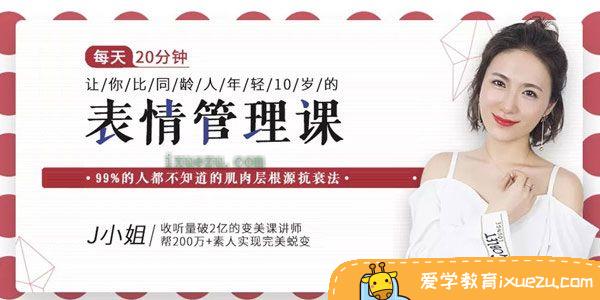 每天 20分钟
让/你/比/同/龄/人/年/轻/10/岁/的
表情管理课
ixuezu.com
·99%的人都不知道的肌肉层根源抗衰法·
J小姐/
收听量破2亿的变美课讲师
帮200万+素人实现完美蜕变
爱学教育ixuezu.com